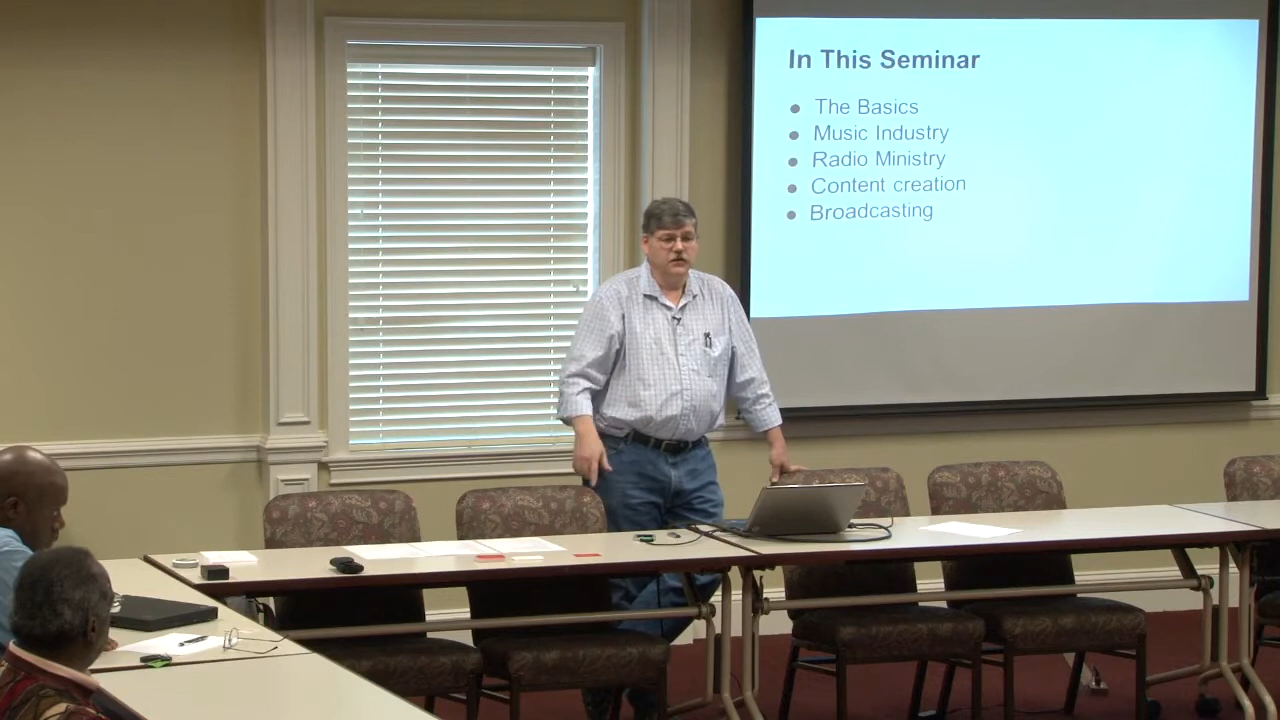 In This Seminar
The Basics
Music Industry
Radio Ministry
Content creation
Broadcasting